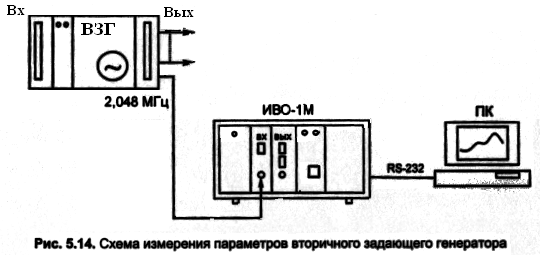 Вх
Вых
ВЗГ
2,048 МГц
ИВО-1М
ПК
ВХ
ВЫХ
RS-232
Рис. 5.14. Схема измерения параметров вторичного задающего генератора